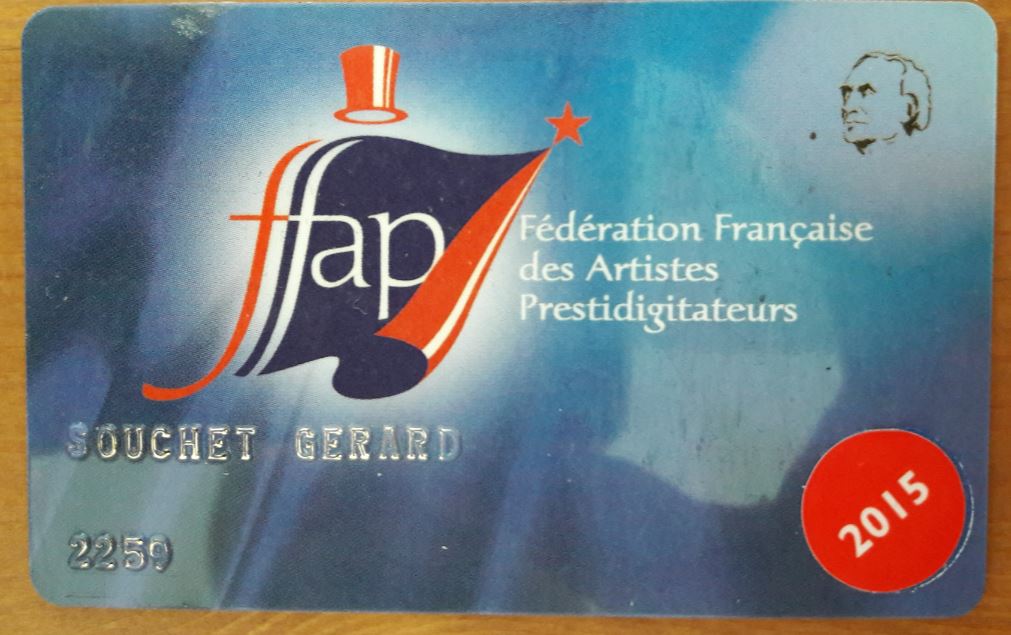 ffap
Fédération Française
des Artistes
Prestidigitateurs
SOUCHET GERARD
2259
2015